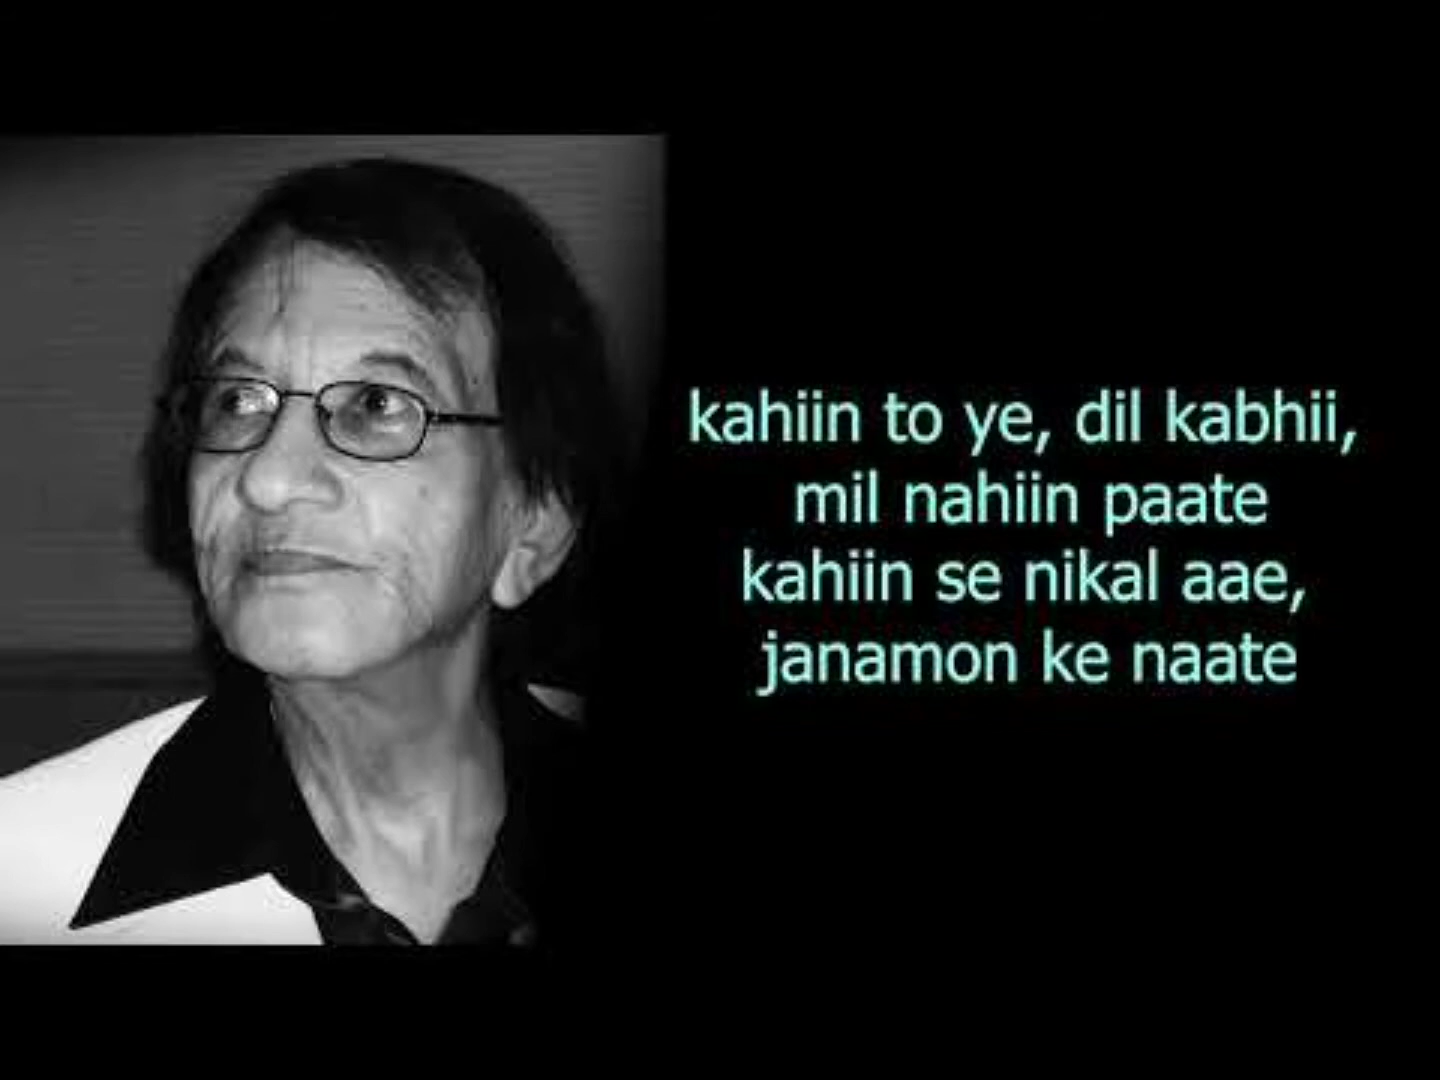 kahiin to ye, dil kabhii,
mil nahiin paate
kahiin se nikal aae,
janamon ke naate